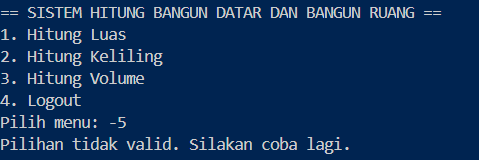 == SISTEM HITUNG BANGUN DATAR DAN BANGUN RUANG ==
1. Hitung Luas
2. Hitung Keliling
3. Hitung Volume
4. Logout
Pilih menu: -5
Pilihan tidak valid. Silakan coba lagi.